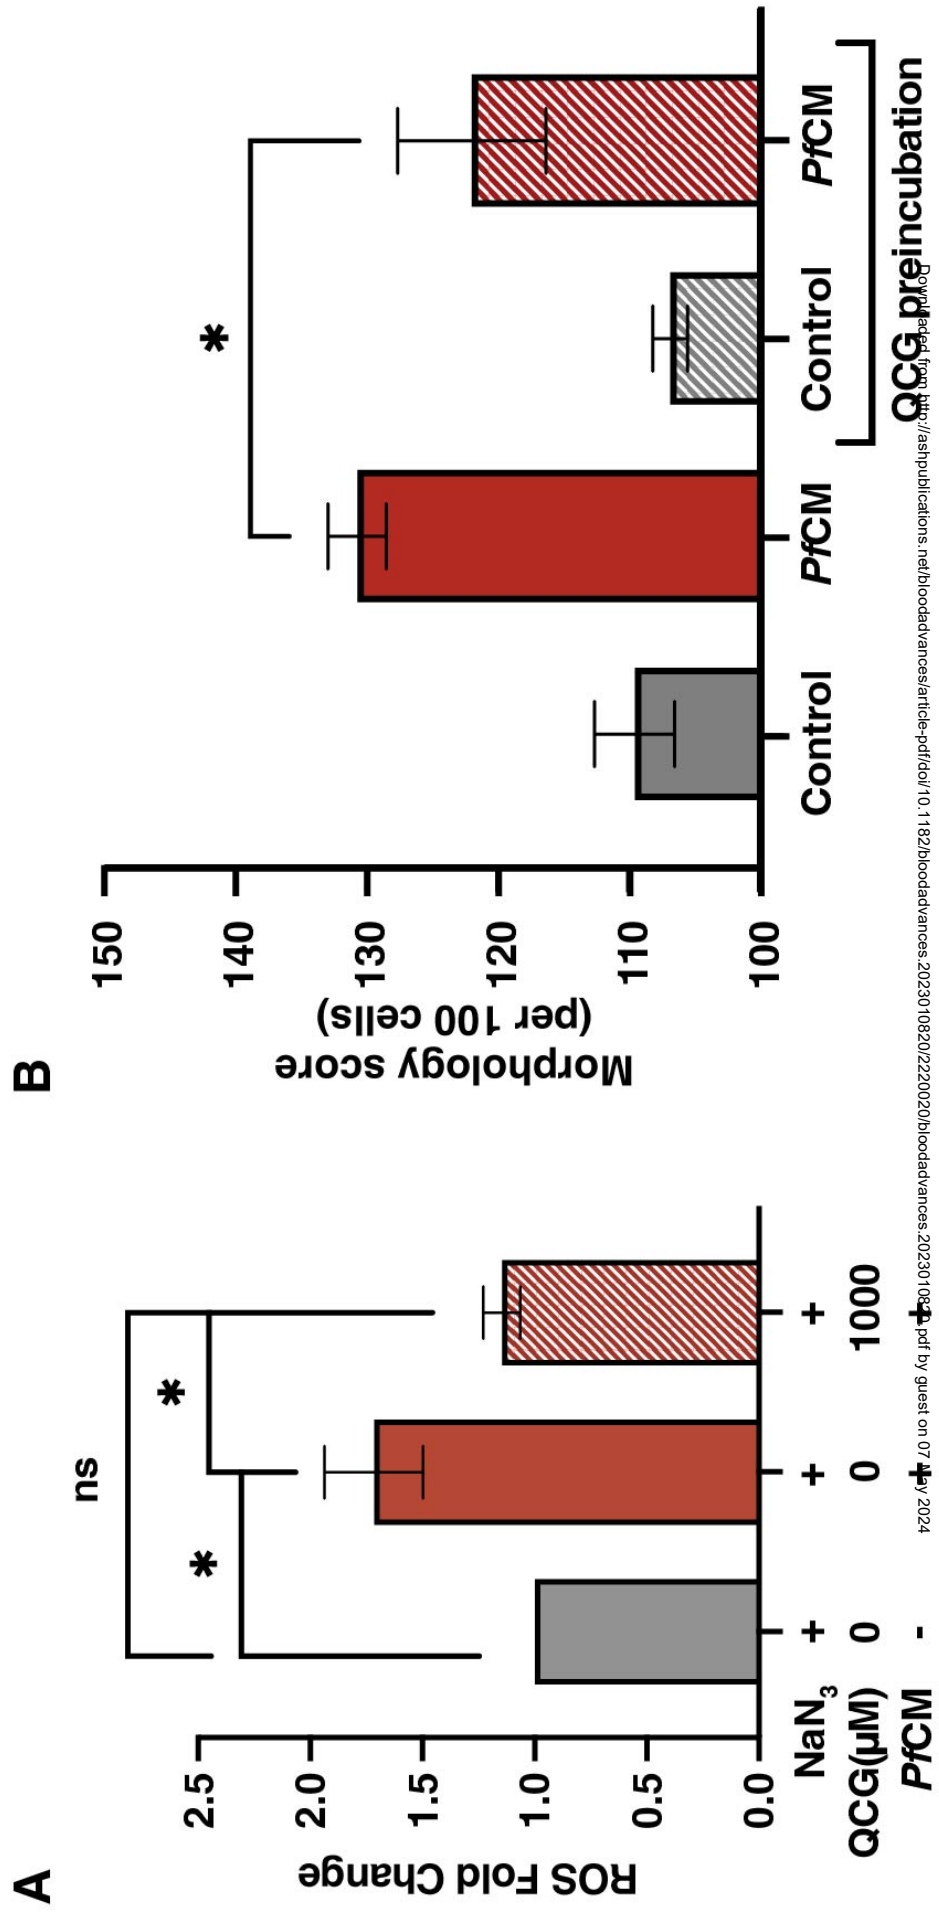 A
ROS Fold Change
2.5
2.0
1.5
1.0
0.5
0.0
ns
*
*
NaN₃ + + +
QCG(µM) 0 0 1000
PfCM - + +
B
Morphology score
(per 100 cells)
150
140
130
120
110
100
*
Control PfCM Control PfCM
QCG preincubation
Downloaded from http://ashpublications.net/bloodadvances/article-pdf/doi/10.1182/bloodadvances.2023010820/2220020/bloodadvances.2023010820.pdf by guest on 07 May 2024